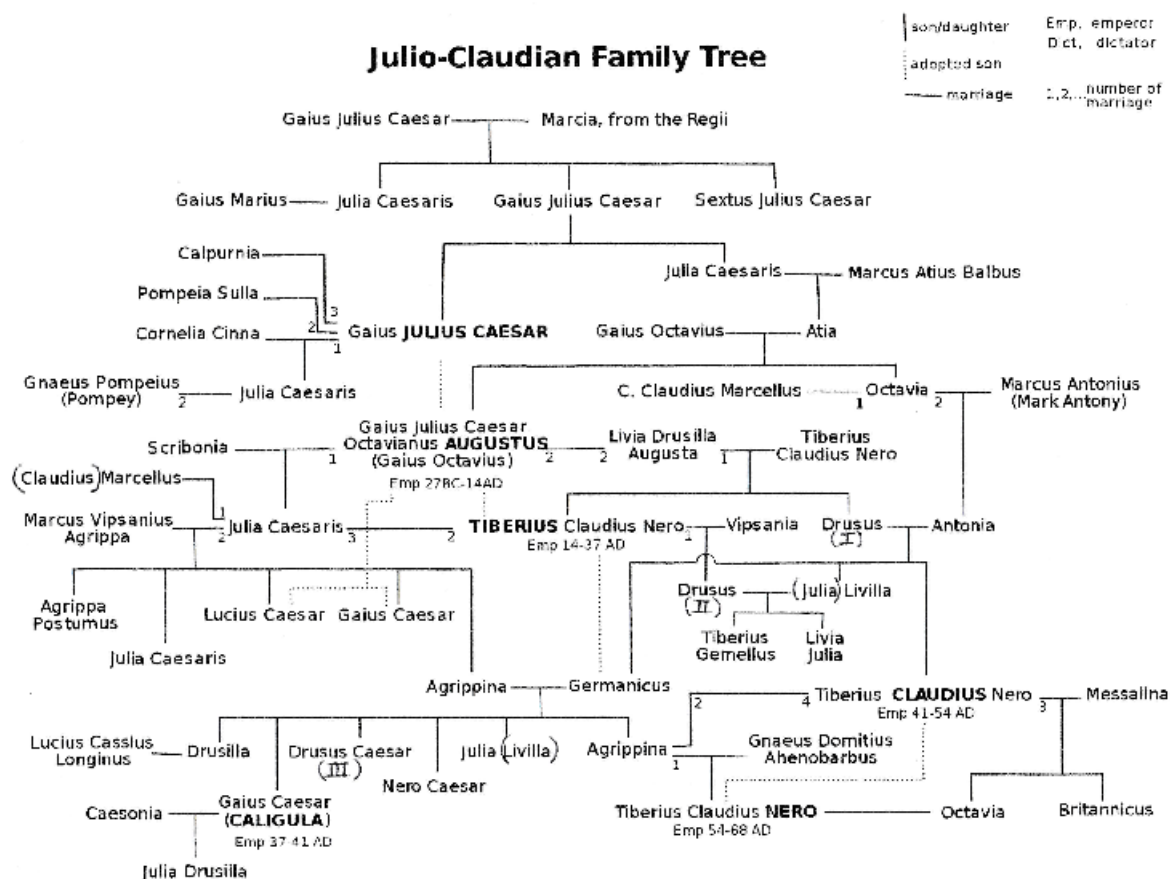 son/daughter
Emp. emperor
Dict, dictator
Julio-Claudian Family Tree
adopted son
marriage
1,2,... number of
marriage
Gaius Julius Caesar
Marcia, from the Regii
Gaius Marius
Julia Caesaris
Gaius Julius Caesar
Sextus Julius Caesar
Calpurnia
Julia Caesaris
Marcus Atius Balbus
Pompeia Sulla
3
2
Cornelia Cinna
1
Gaius JULIUS CAESAR
Gaius Octavius
Atia
Gnaeus Pompeius
(Pompey)
2
Julia Caesaris
C. Claudius Marcellus
1
Octavia
2
Marcus Antonius
(Mark Antony)
Scribonia
1
Gaius Julius Caesar
Octavianus AUGUSTUS
(Gaius Octavius)
Emp 27BC-14AD
2
2
Livia Drusilla
Augusta
1
Tiberius
Claudius Nero
(Claudius) Marcellus
1
Marcus Vipsanius
Agrippa
2
Julia Caesaris
3
2
TIBERIUS Claudius Nero
Emp 14-37 AD
1
Vipsania
Drusus
(I)
Antonia
Agrippa
Postumus
Lucius Caesar
Gaius Caesar
Drusus
(II)
(Julia) Livilla
Julia Caesaris
Tiberius
Gemellus
Livia
Julia
Agrippina
Germanicus
2
4
Tiberius CLAUDIUS Nero
Emp 41-54 AD
3
Messalina
Lucius Cassius
Longinus
Drusilla
Drusus Caesar
(III)
Julia (Livilla)
Agrippina
1
Gnaeus Domitius
Ahenobarbus
Nero Caesar
Caesonia
Gaius Caesar
(CALIGULA)
Emp 37-41 AD
Tiberius Claudius NERO
Emp 54-68 AD
Octavia
Britannicus
Julia Drusilla